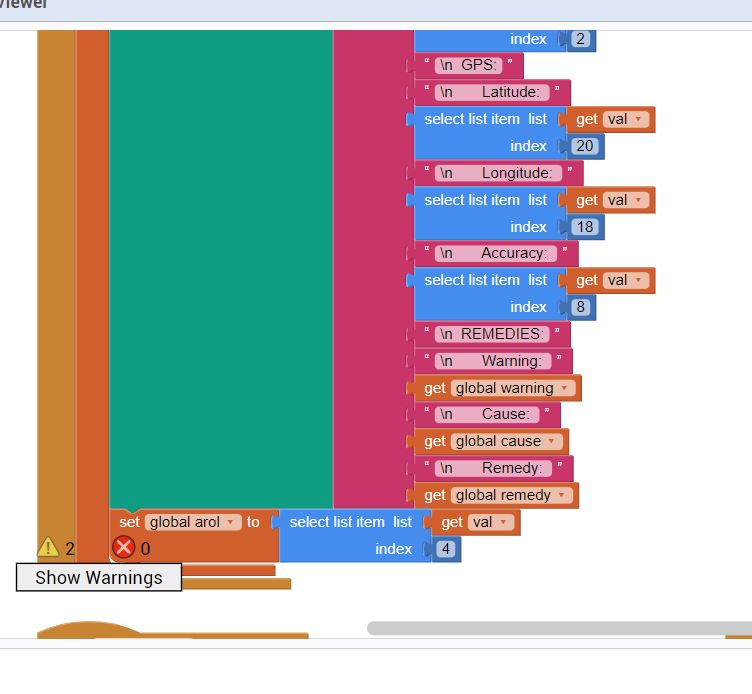 viewer
index 2
“ \n GPS: ”
“ \n Latitude: ”
select list item list get val
index 20
“ \n Longitude: ”
select list item list get val
index 18
“ \n Accuracy: ”
select list item list get val
index 8
“ \n REMEDIES: ”
“ \n Warning: ”
get global warning
“ \n Cause: ”
get global cause
“ \n Remedy: ”
get global remedy
set global arol to select list item list get val
2 0 index 4
Show Warnings